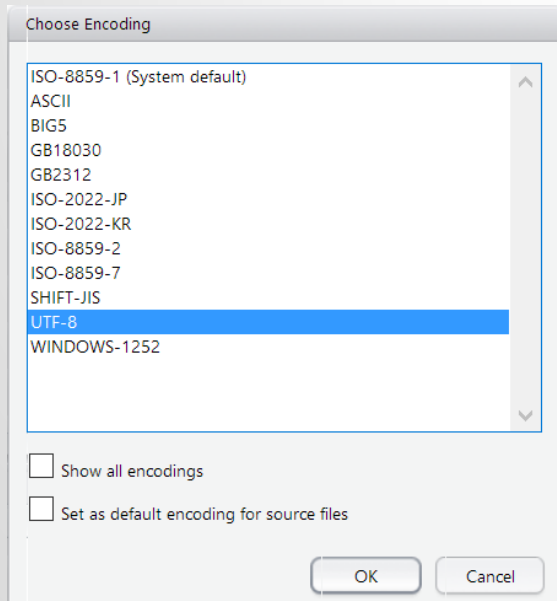 Choose Encoding
ISO-8859-1 (System default)
ASCII
BIG5
GB18030
GB2312
ISO-2022-JP
ISO-2022-KR
ISO-8859-2
ISO-8859-7
SHIFT-JIS
UTF-8
WINDOWS-1252
Show all encodings
Set as default encoding for source files
OK Cancel